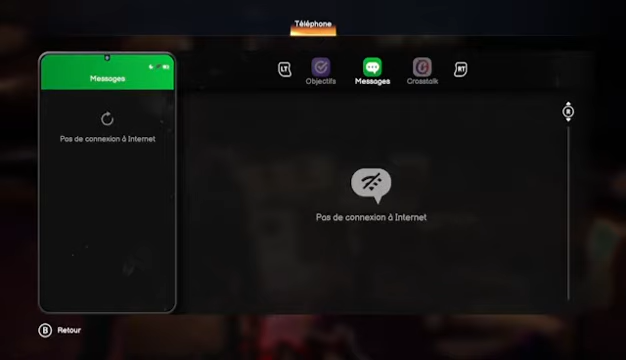 Téléphone
Messages
LT
Objectifs
Messages
Crosstalk
RT
R
Pas de connexion à Internet
Pas de connexion à Internet
B Retour